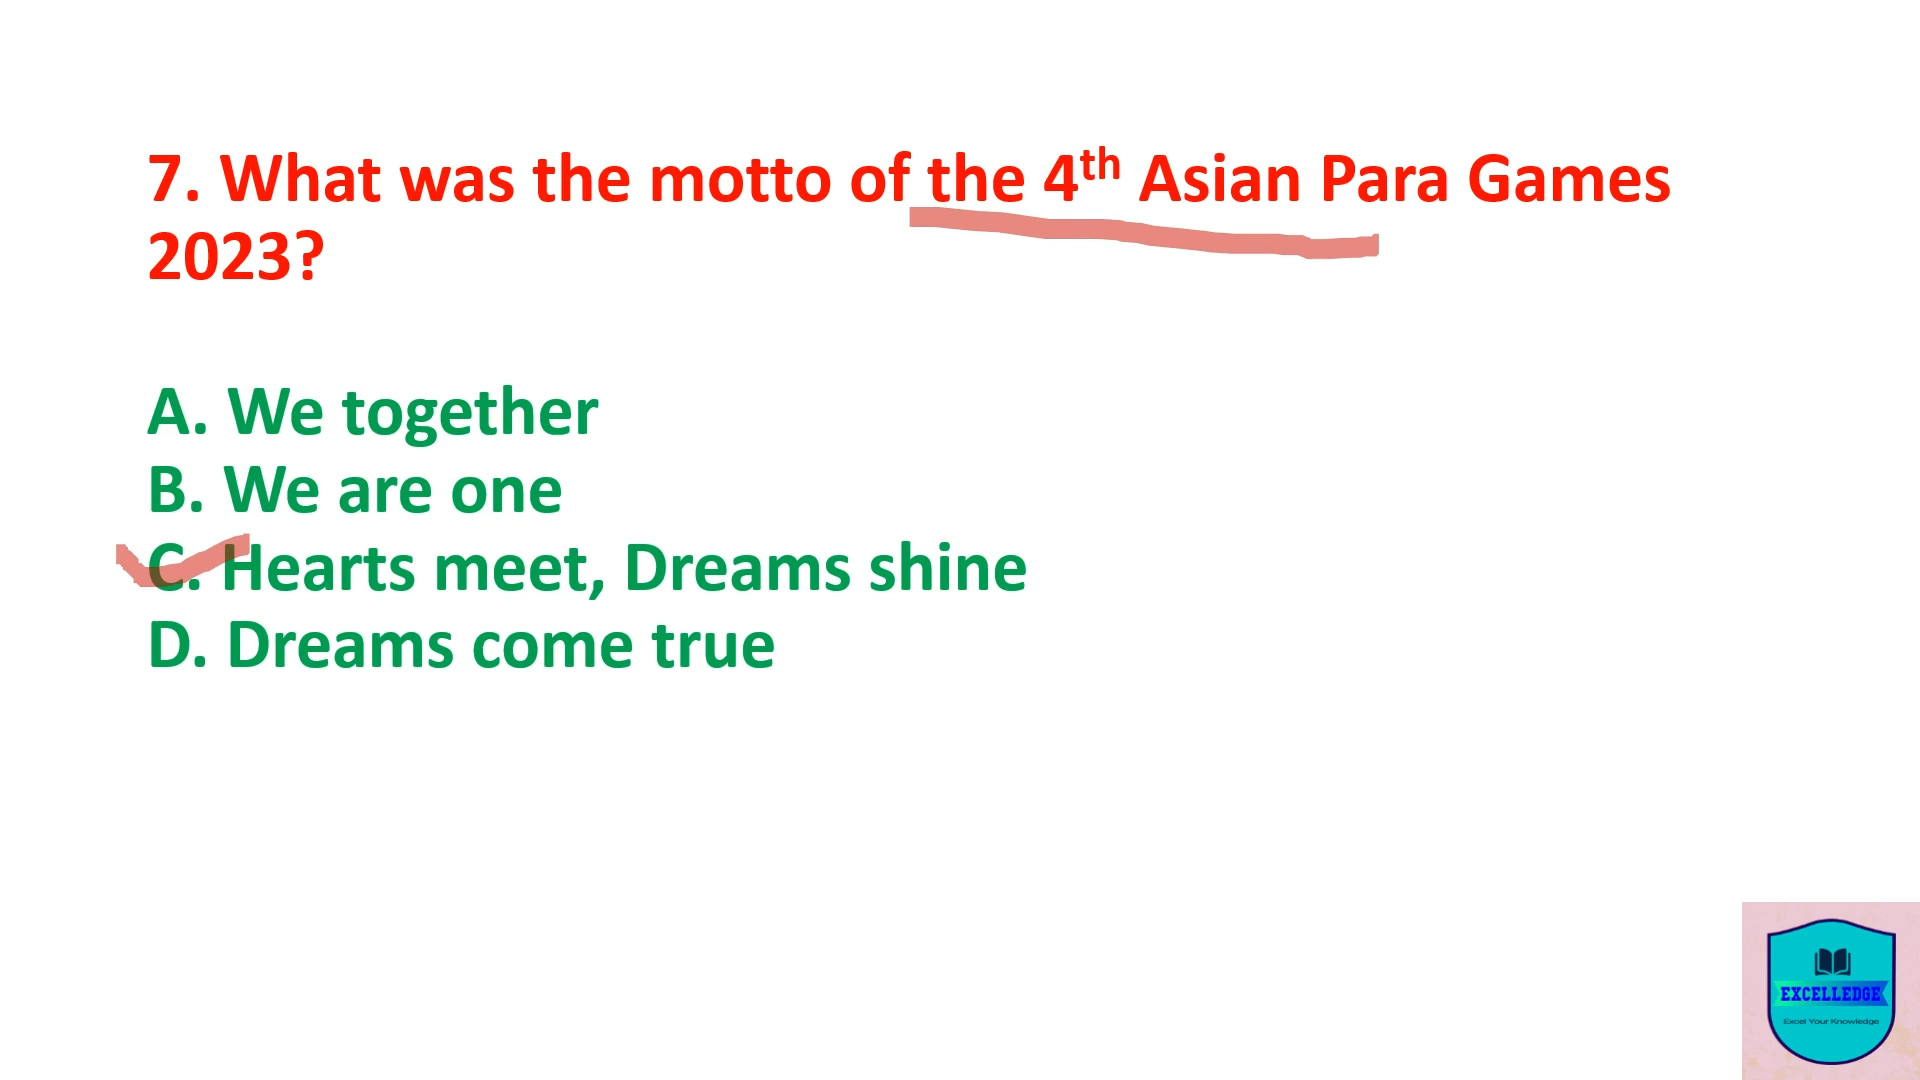 7. What was the motto of the 4th Asian Para Games
2023?
A. We together
B. We are one
C. Hearts meet, Dreams shine
D. Dreams come true
EXCELLEDGE
Excel Your Knowledge